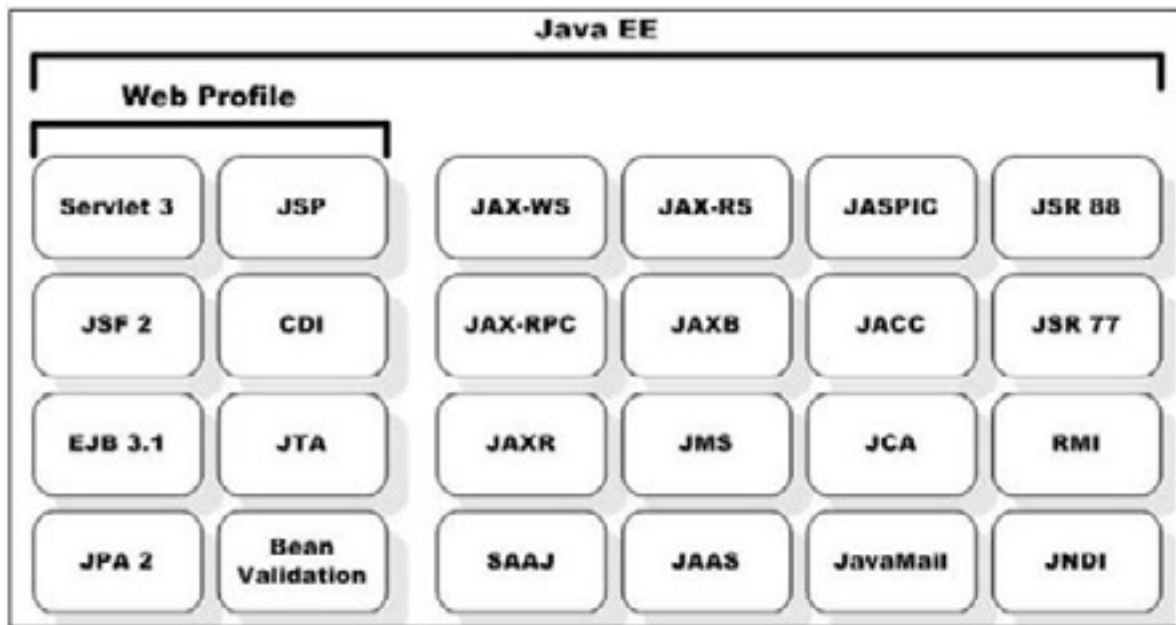 Java EE
Web Profile
Servlet 3
JSP
JAX-WS
JAX-RS
JASPIC
JSR 88
JSF 2
CDI
JAX-RPC
JAXB
JACC
JSR 77
EJB 3.1
JTA
JAXR
JMS
JCA
RMI
JPA 2
Bean
Validation
SAAJ
JAAS
JavaMail
JNDI